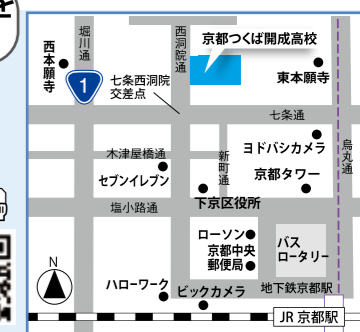 を
堀川通
西洞院通
京都つくば開成高校
西本願寺
1
七条西洞院
交差点
東本願寺
七条通
ヨドバシカメラ
烏丸通
木津屋橋通
新町通
セブンイレブン
京都タワー
下京区役所
塩小路通
ローソン
京都中央
郵便局
バス
ロータリー
N
ハローワーク
ビックカメラ
地下鉄京都駅
JR 京都駅